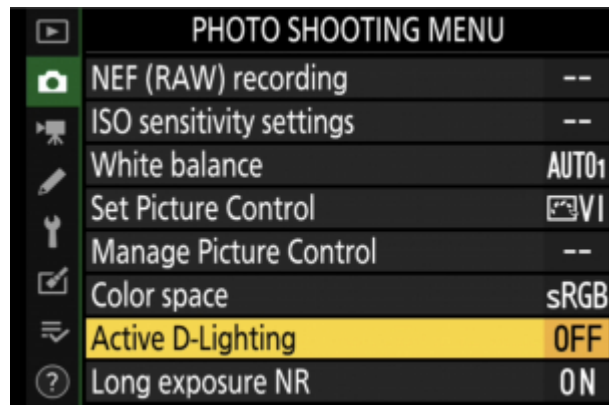 PHOTO SHOOTING MENU
NEF (RAW) recording --
ISO sensitivity settings --
White balance AUTO1
Set Picture Control VI
Manage Picture Control --
Color space sRGB
Active D-Lighting OFF
Long exposure NR ON
?